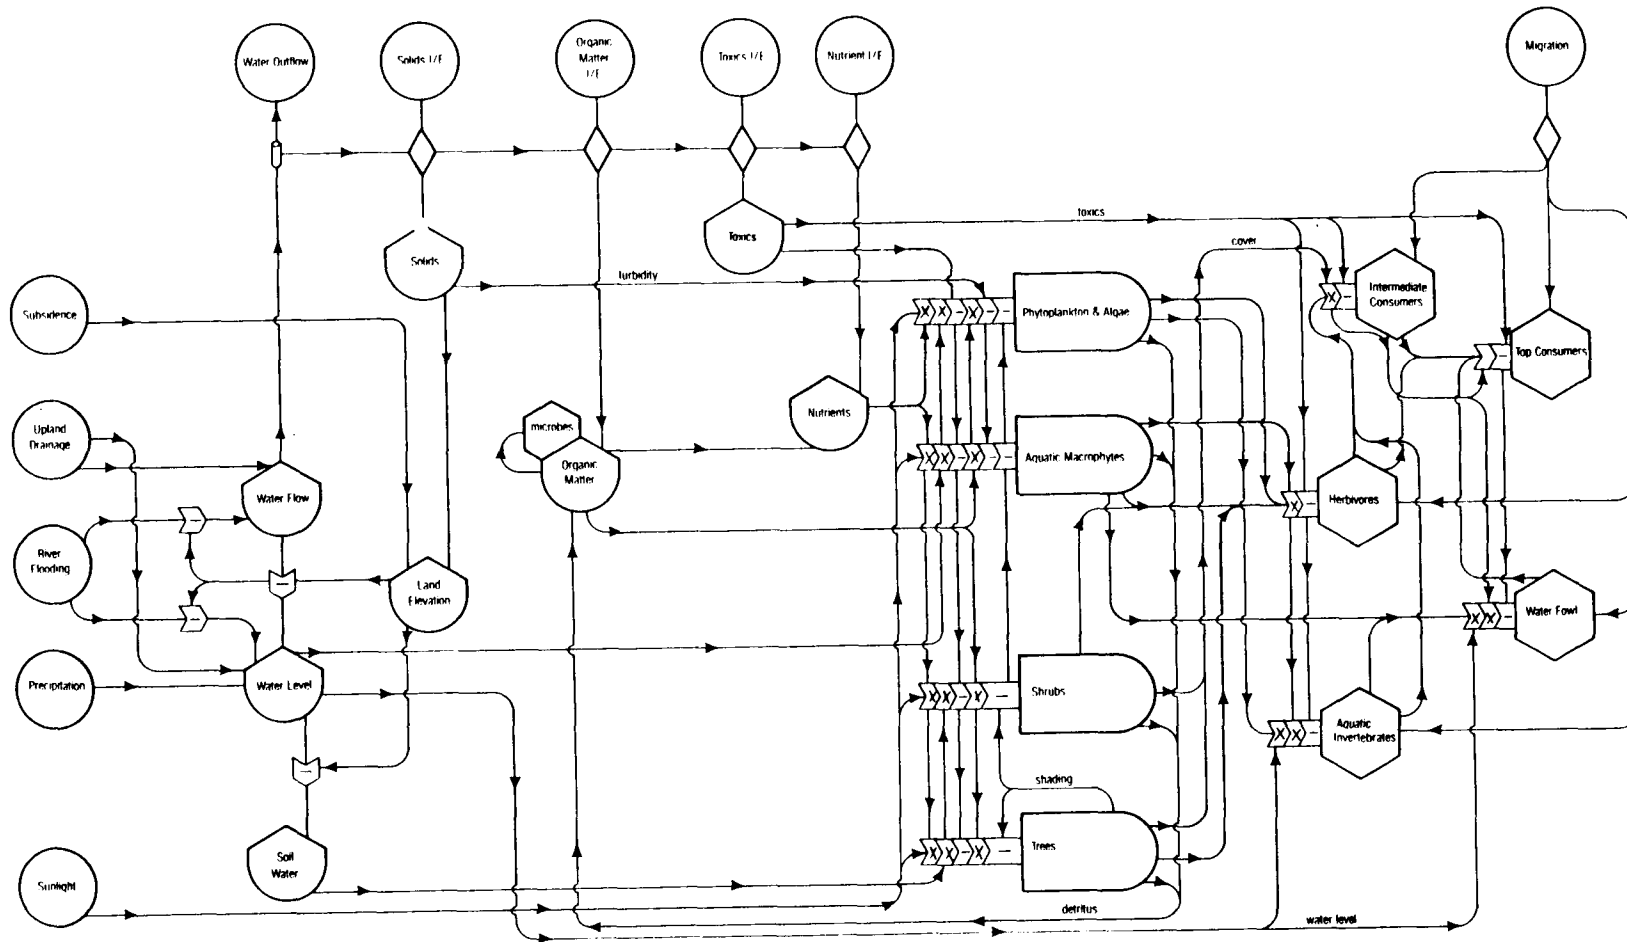 Water Outflow
Solids I/E
Organic
Matter
I/E
Toxics I/E
Nutrient I/E
Migration
toxics
Toxics
cover
Solids
turbidity
Intermediate
Consumers
Subsidence
Phytoplankton & Algae
Top Consumers
Upland
Drainage
microbes
Nutrients
Organic
Matter
Aquatic Macrophytes
Water Flow
Herbivores
River
Flooding
Land
Elevation
Water Fowl
Precipitation
Water Level
Shrubs
Aquatic
Invertebrates
shading
Trees
Soil
Water
Sunlight
detritus
water level